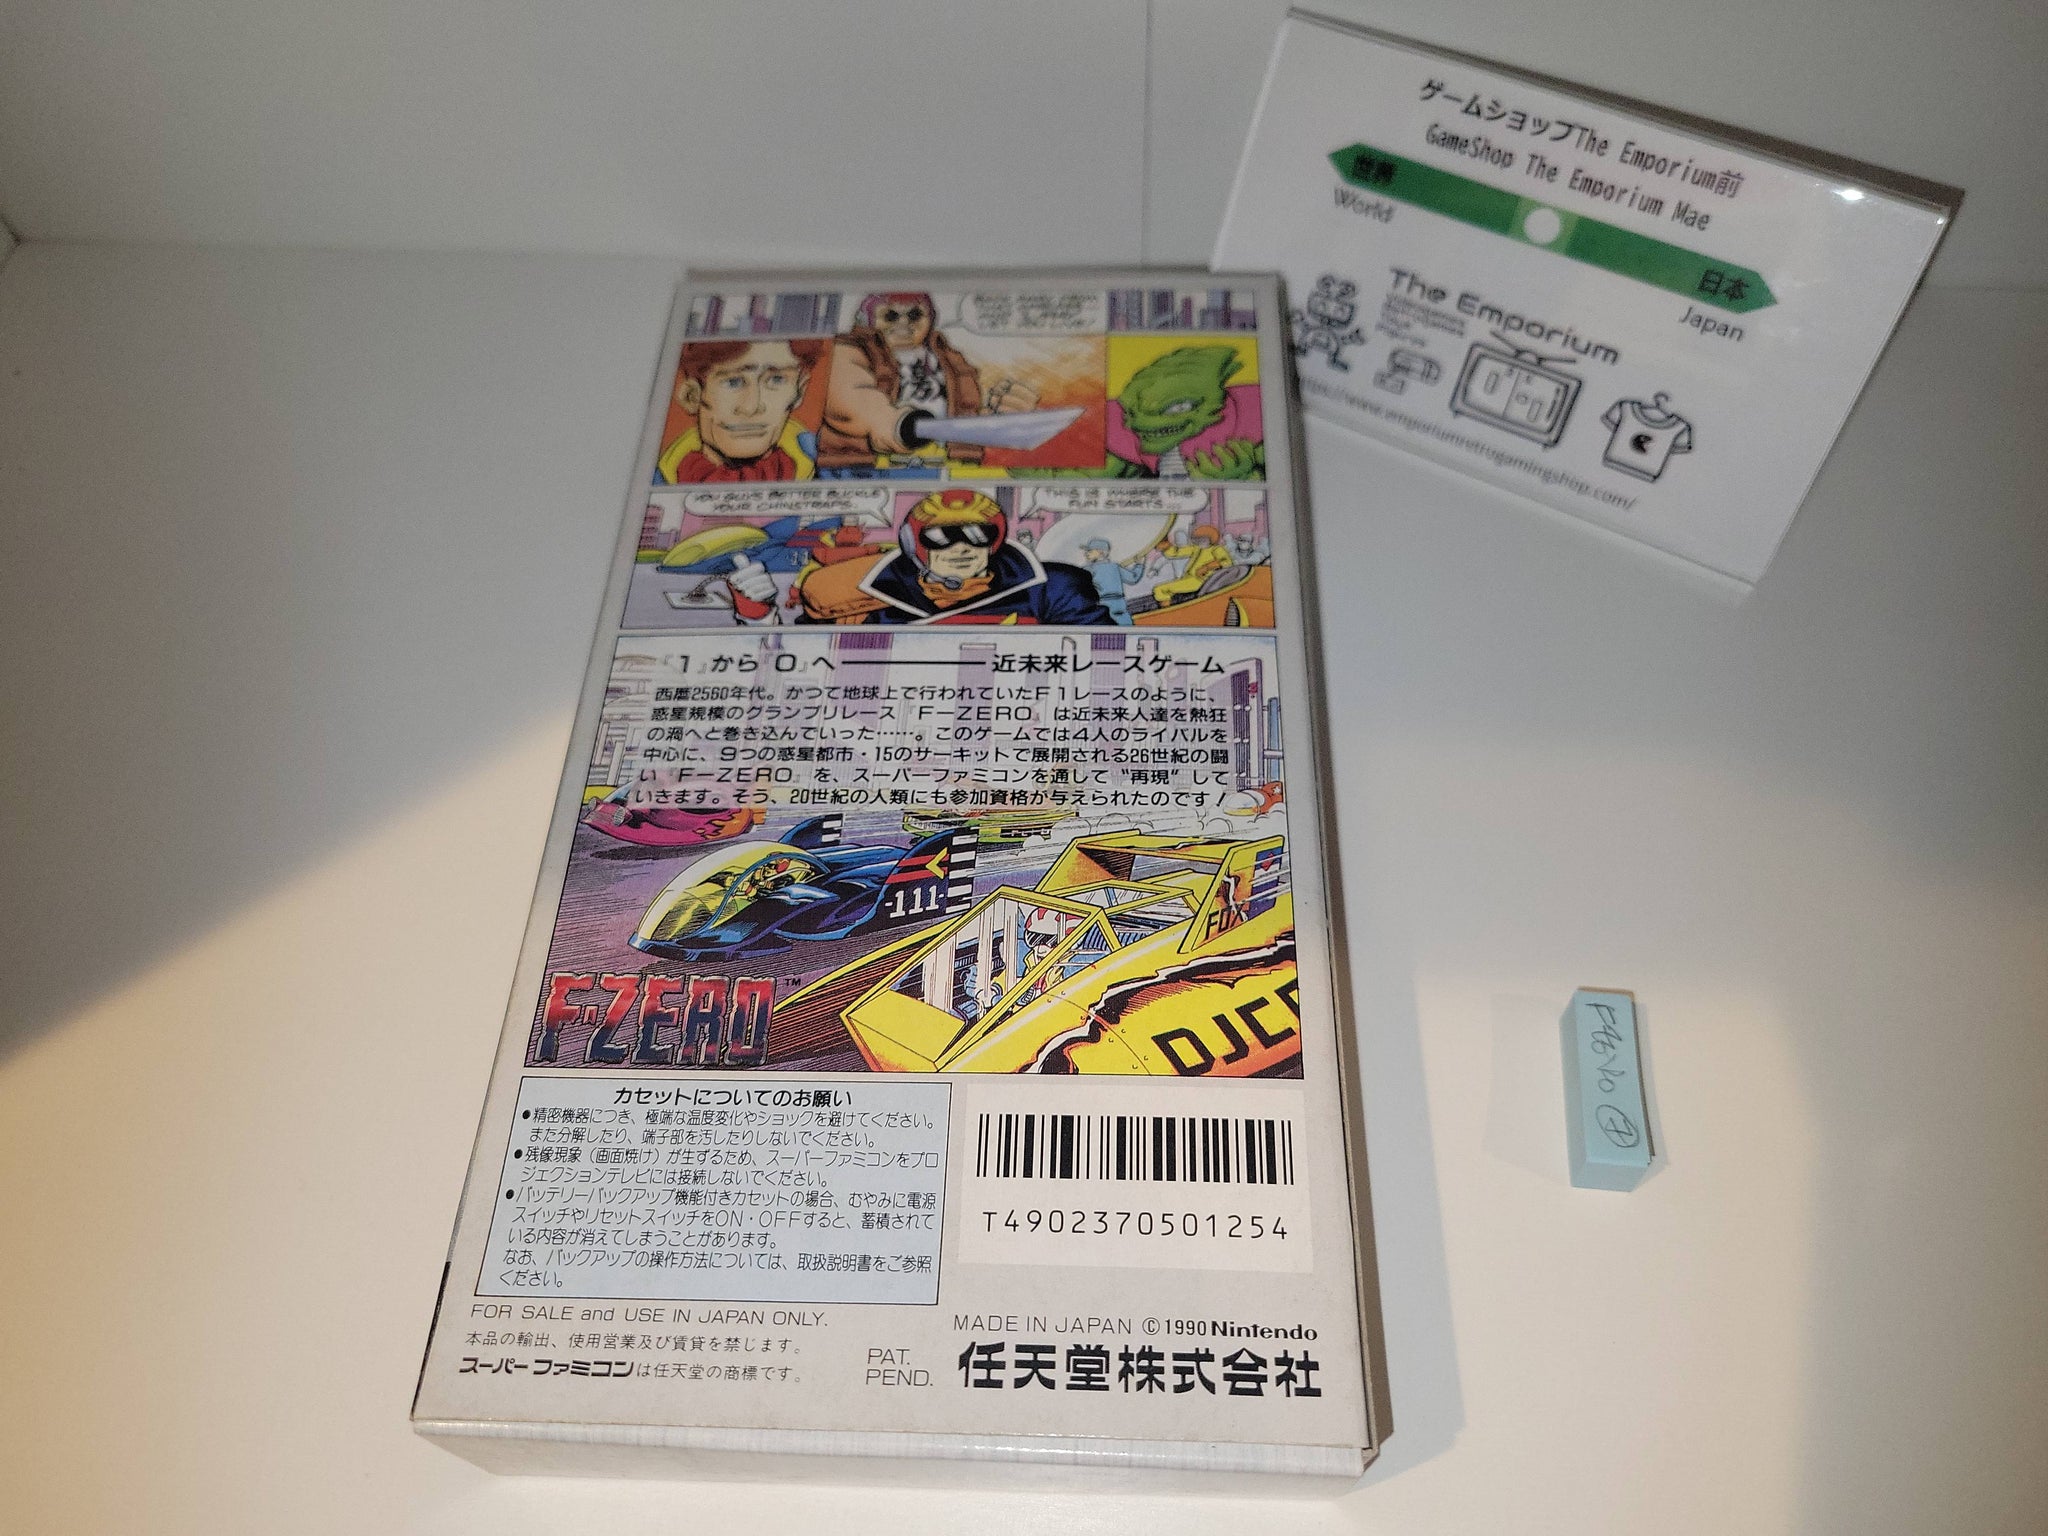 ゲームショップThe Emporium前
GameShop The Emporium Mae
世界
日本
World
Japan
The Emporium
https://www.emporiumretrogamingshop.com/
激
LET YOU LIVE!
YOU GUYS BETTER BUCKLE
YOUR CHINSTRAPS...
THIS IS WHERE THE
FUN STARTS...
『1』から『0』へ――――近未来レースゲーム
西暦2560年代。かつて地球上で行われていたF1レースのように、
惑星規模のグランプリレース『F-ZERO』は近未来人達を熱狂
の渦へと巻き込んでいった……。このゲームでは4人のライバルを
中心に、9つの惑星都市・15のサーキットで展開される26世紀の闘
い『F-ZERO』を、スーパーファミコンを通して“再現”して
いきます。そう、20世紀の人類にも参加資格が与えられたのです!
-111-
FOX
DJC
F-ZERO™
カセットについてのお願い
●精密機器につき、極端な温度変化やショックを避けてください。
また分解したり、端子部を汚したりしないでください。
●残像現象(画面焼け)が生ずるため、スーパーファミコンをプロ
ジェクションテレビには接続しないでください。
●バッテリーバックアップ機能付きカセットの場合、むやみに電源
スイッチやリセットスイッチをON・OFFすると、蓄積されて
いる内容が消えてしまうことがあります。
なお、バックアップの操作方法については、取扱説明書をご参照
ください。
T4902370501254
FOR SALE and USE IN JAPAN ONLY.
本品の輸出、使用営業及び賃貸を禁じます。
スーパーファミコンは任天堂の商標です。
PAT.
PEND.
MADE IN JAPAN ©1990 Nintendo
任天堂株式会社